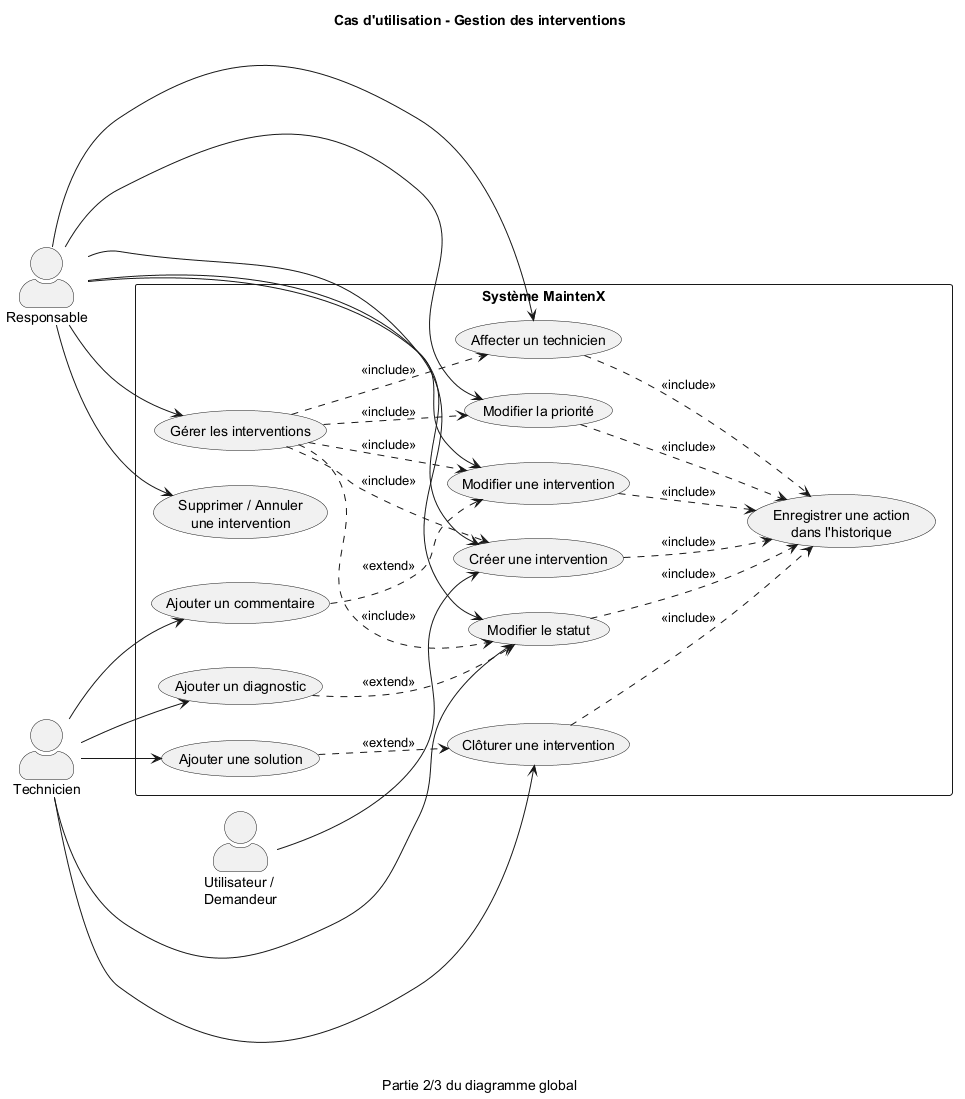 Cas d'utilisation - Gestion des interventions
Système MaintenX
Responsable
Affecter un technicien
«include»
«include»
Modifier la priorité
«include»
Gérer les interventions
«include»
«include»
Modifier une intervention
«include»
«include»
Supprimer / Annuler
une intervention
Enregistrer une action
dans l'historique
Créer une intervention
«include»
«extend»
«include»
Ajouter un commentaire
«include»
«include»
Modifier le statut
Ajouter un diagnostic
«extend»
Technicien
Ajouter une solution
«extend»
Clôturer une intervention
Utilisateur /
Demandeur
Partie 2/3 du diagramme global